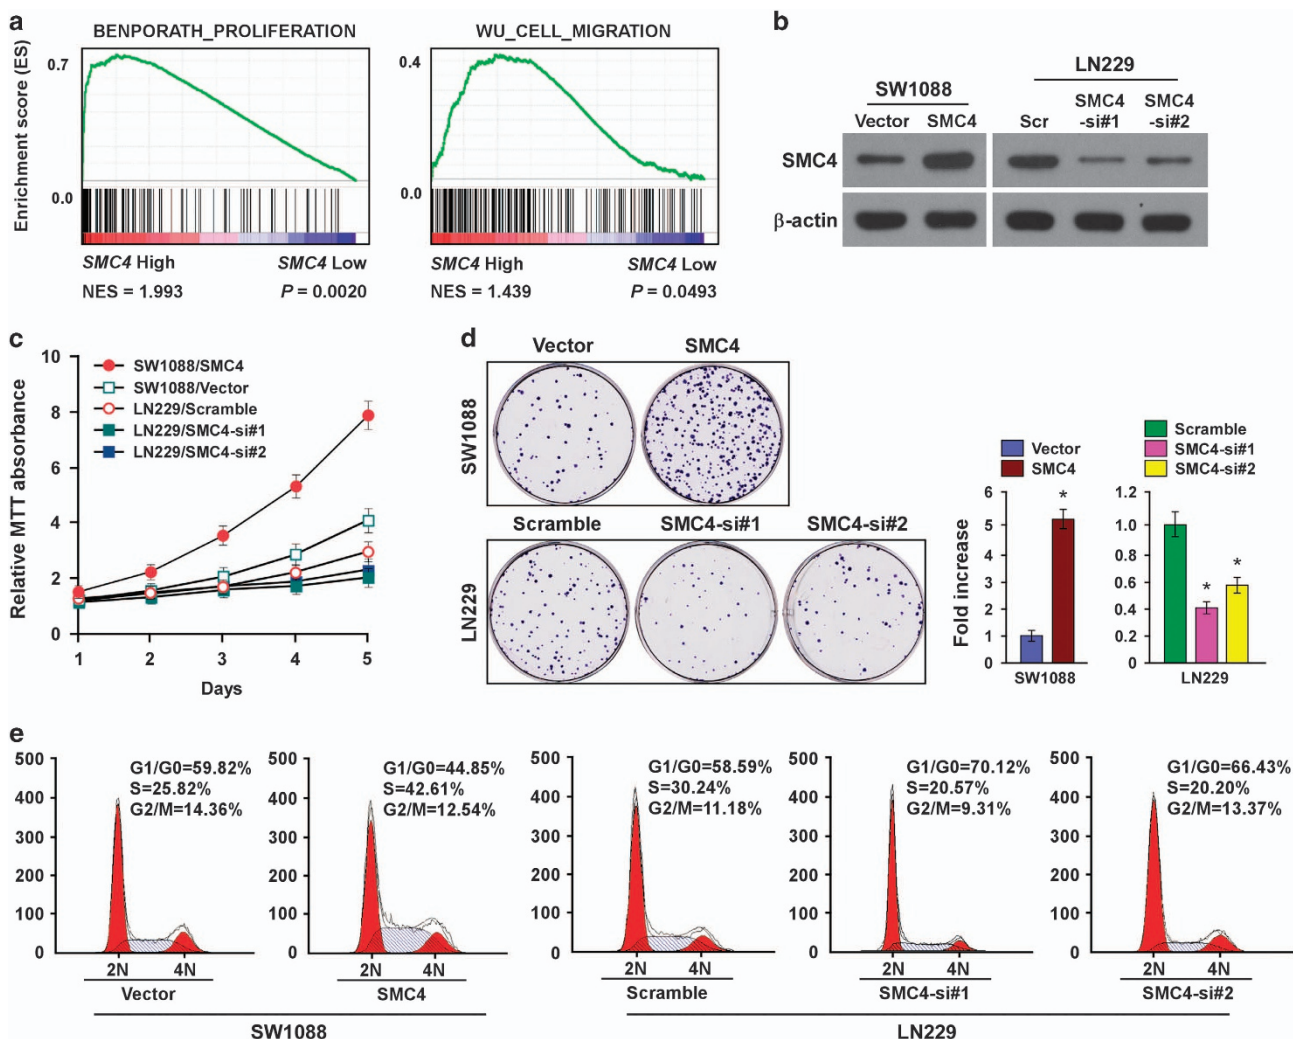 a
BENPORATH_PROLIFERATION
WU_CELL_MIGRATION
Enrichment score (ES)
0.7
0.0
0.4
0.0
SMC4 High
SMC4 Low
NES = 1.993
P = 0.0020
SMC4 High
SMC4 Low
NES = 1.439
P = 0.0493
b
SW1088
LN229
Vector
SMC4
Scr
SMC4
-si#1
SMC4
-si#2
SMC4
β-actin
c
Relative MTT absorbance
10
8
6
4
2
0
SW1088/SMC4
SW1088/Vector
LN229/Scramble
LN229/SMC4-si#1
LN229/SMC4-si#2
1
2
3
4
5
Days
d
Vector
SMC4
SW1088
Scramble
SMC4-si#1
SMC4-si#2
LN229
Vector
SMC4
Fold increase
6
5
4
3
2
1
0
*
SW1088
Scramble
SMC4-si#1
SMC4-si#2
1.2
1.0
0.8
0.6
0.4
0.2
0
*
*
LN229
e
500
400
300
200
100
0
G1/G0=59.82%
S=25.82%
G2/M=14.36%
2N
4N
Vector
500
400
300
200
100
0
G1/G0=44.85%
S=42.61%
G2/M=12.54%
2N
4N
SMC4
SW1088
500
400
300
200
100
0
G1/G0=58.59%
S=30.24%
G2/M=11.18%
2N
4N
Scramble
500
400
300
200
100
0
G1/G0=70.12%
S=20.57%
G2/M=9.31%
2N
4N
SMC4-si#1
500
400
300
200
100
0
G1/G0=66.43%
S=20.20%
G2/M=13.37%
2N
4N
SMC4-si#2
LN229